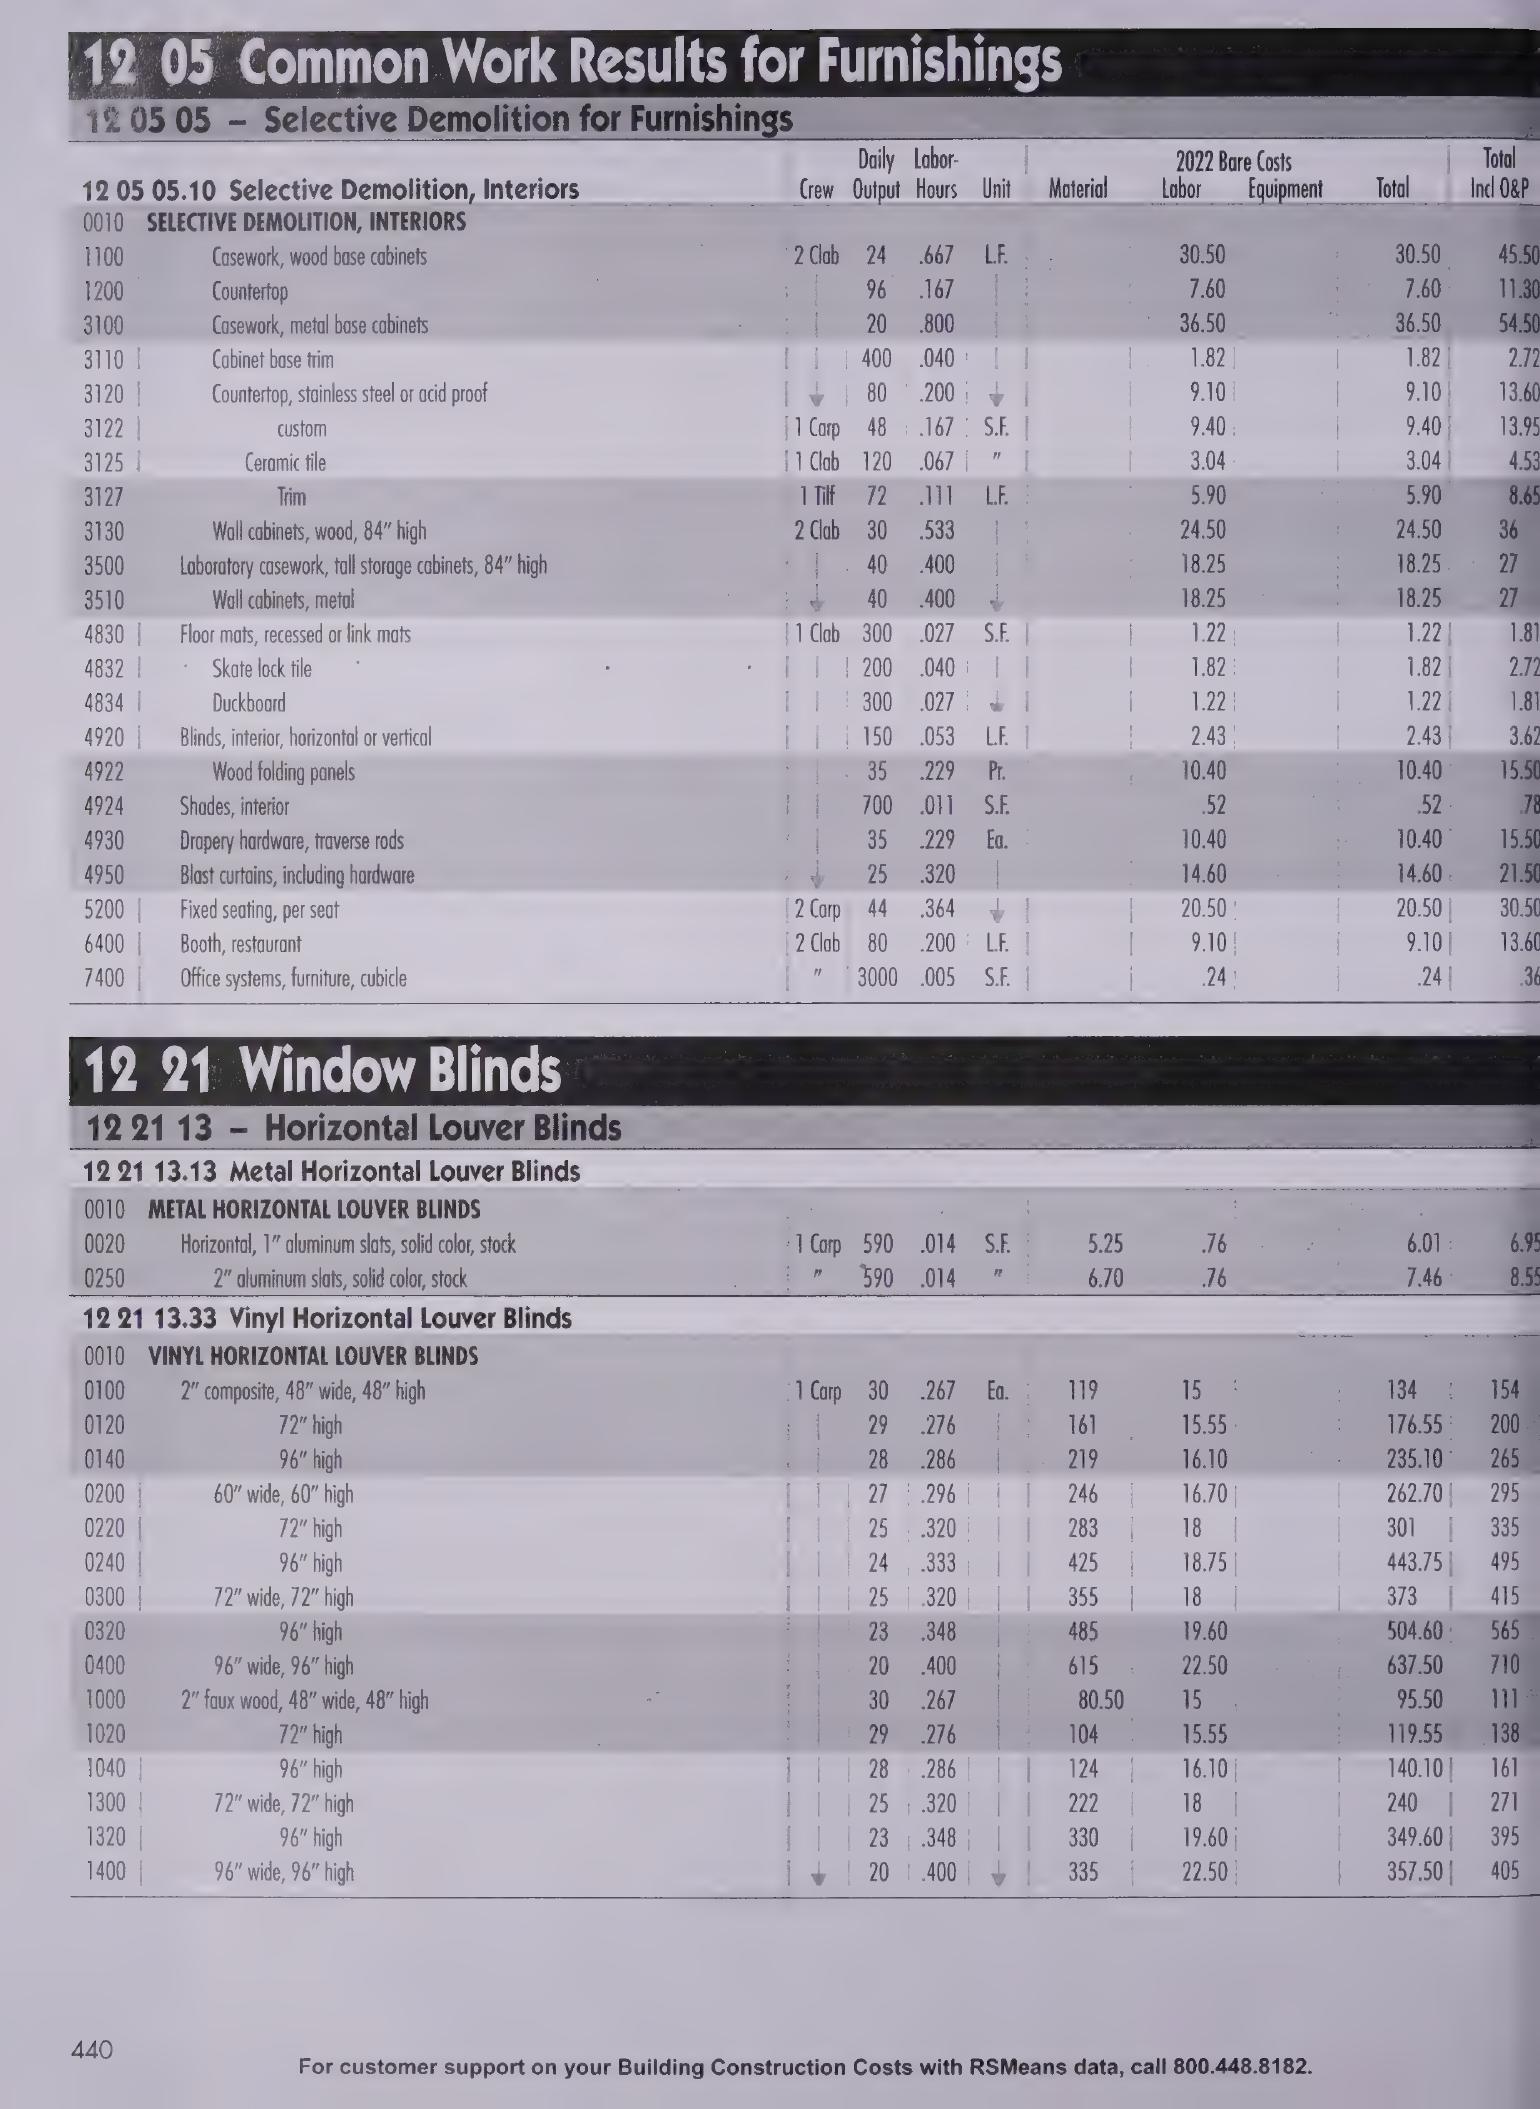 12 05 Common Work Results for Furnishings
12 05 05 – Selective Demolition for Furnishings
Daily Labor- 2022 Bare Costs Total
12 05 05.10 Selective Demolition, Interiors Crew Output Hours Unit Material Labor Equipment Total Incl O&P
0010 SELECTIVE DEMOLITION, INTERIORS
1100 Casework, wood base cabinets 2 Clab 24 .667 L.F. 30.50 30.50 45.50
1200 Countertop 96 .167 7.60 7.60 11.30
3100 Casework, metal base cabinets 20 .800 36.50 36.50 54.50
3110 Cabinet base trim 400 .040 1.82 1.82 2.72
3120 Countertop, stainless steel or acid proof 80 .200 9.10 9.10 13.60
3122 custom 1 Carp 48 .167 S.F. 9.40 9.40 13.95
3125 Ceramic tile 1 Clab 120 .067 " 3.04 3.04 4.53
3127 Trim 1 Tilf 72 .111 L.F. 5.90 5.90 8.65
3130 Wall cabinets, wood, 84" high 2 Clab 30 .533 24.50 24.50 36
3500 Laboratory casework, tall storage cabinets, 84" high 40 .400 18.25 18.25 27
3510 Wall cabinets, metal 40 .400 18.25 18.25 27
4830 Floor mats, recessed or link mats 1 Clab 300 .027 S.F. 1.22 1.22 1.81
4832 Skate lock tile 200 .040 1.82 1.82 2.72
4834 Duckboard 300 .027 1.22 1.22 1.81
4920 Blinds, interior, horizontal or vertical 150 .053 L.F. 2.43 2.43 3.62
4922 Wood folding panels 35 .229 Pr. 10.40 10.40 15.50
4924 Shades, interior 700 .011 S.F. .52 .52 .78
4930 Drapery hardware, traverse rods 35 .229 Ea. 10.40 10.40 15.50
4950 Blast curtains, including hardware 25 .320 14.60 14.60 21.50
5200 Fixed seating, per seat 2 Carp 44 .364 20.50 20.50 30.50
6400 Booth, restaurant 2 Clab 80 .200 L.F. 9.10 9.10 13.60
7400 Office systems, furniture, cubicle " 3000 .005 S.F. .24 .24 .36
12 21 Window Blinds
12 21 13 – Horizontal Louver Blinds
12 21 13.13 Metal Horizontal Louver Blinds
0010 METAL HORIZONTAL LOUVER BLINDS
0020 Horizontal, 1" aluminum slats, solid color, stock 1 Carp 590 .014 S.F. 5.25 .76 6.01 6.95
0250 2" aluminum slats, solid color, stock " 590 .014 " 6.70 .76 7.46 8.55
12 21 13.33 Vinyl Horizontal Louver Blinds
0010 VINYL HORIZONTAL LOUVER BLINDS
0100 2" composite, 48" wide, 48" high 1 Carp 30 .267 Ea. 119 15 134 154
0120 72" high 29 .276 161 15.55 176.55 200
0140 96" high 28 .286 219 16.10 235.10 265
0200 60" wide, 60" high 27 .296 246 16.70 262.70 295
0220 72" high 25 .320 283 18 301 335
0240 96" high 24 .333 425 18.75 443.75 495
0300 72" wide, 72" high 25 .320 355 18 373 415
0320 96" high 23 .348 485 19.60 504.60 565
0400 96" wide, 96" high 20 .400 615 22.50 637.50 710
1000 2" faux wood, 48" wide, 48" high 30 .267 80.50 15 95.50 111
1020 72" high 29 .276 104 15.55 119.55 138
1040 96" high 28 .286 124 16.10 140.10 161
1300 72" wide, 72" high 25 .320 222 18 240 271
1320 96" high 23 .348 330 19.60 349.60 395
1400 96" wide, 96" high 20 .400 335 22.50 357.50 405
440
For customer support on your Building Construction Costs with RSMeans data, call 800.448.8182.